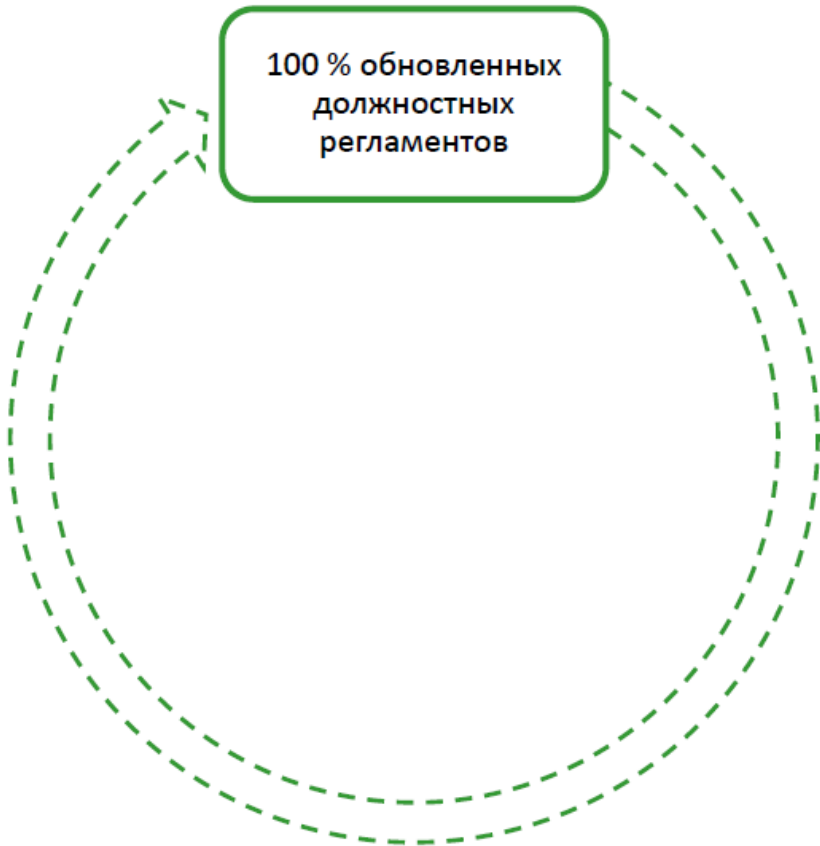 100 % обновленных
должностных
регламентов